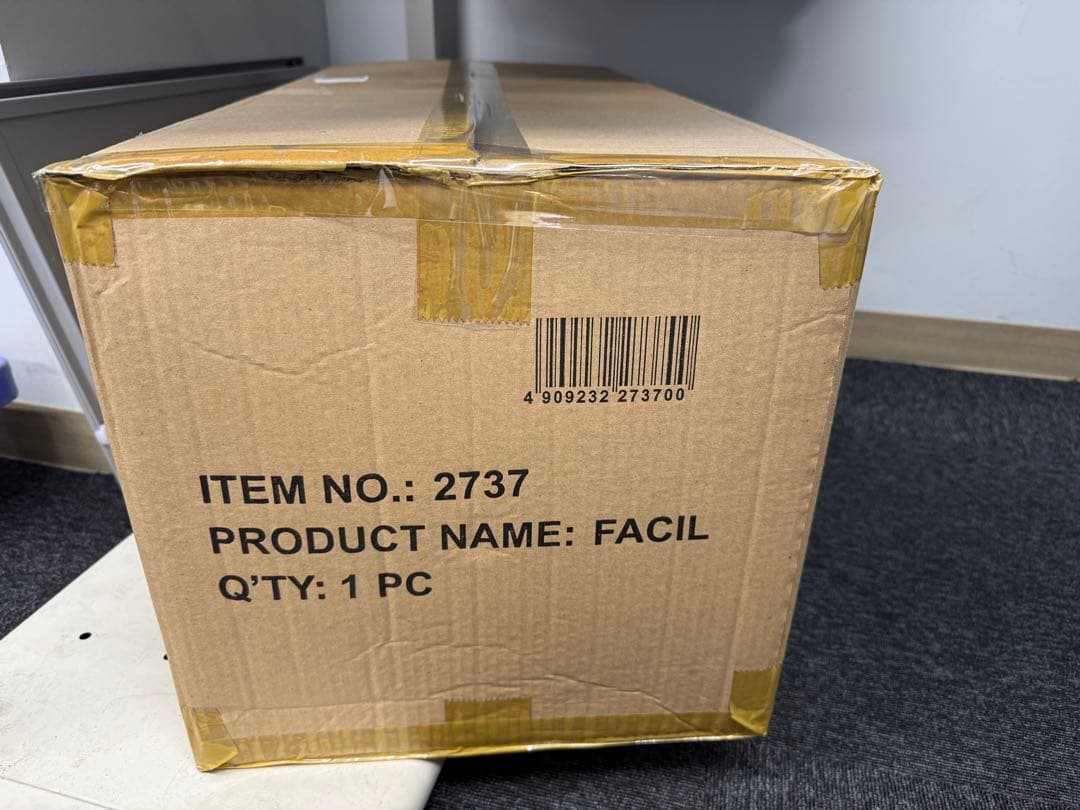 4 909232 273700
ITEM NO.: 2737
PRODUCT NAME: FACIL
Q'TY: 1 PC